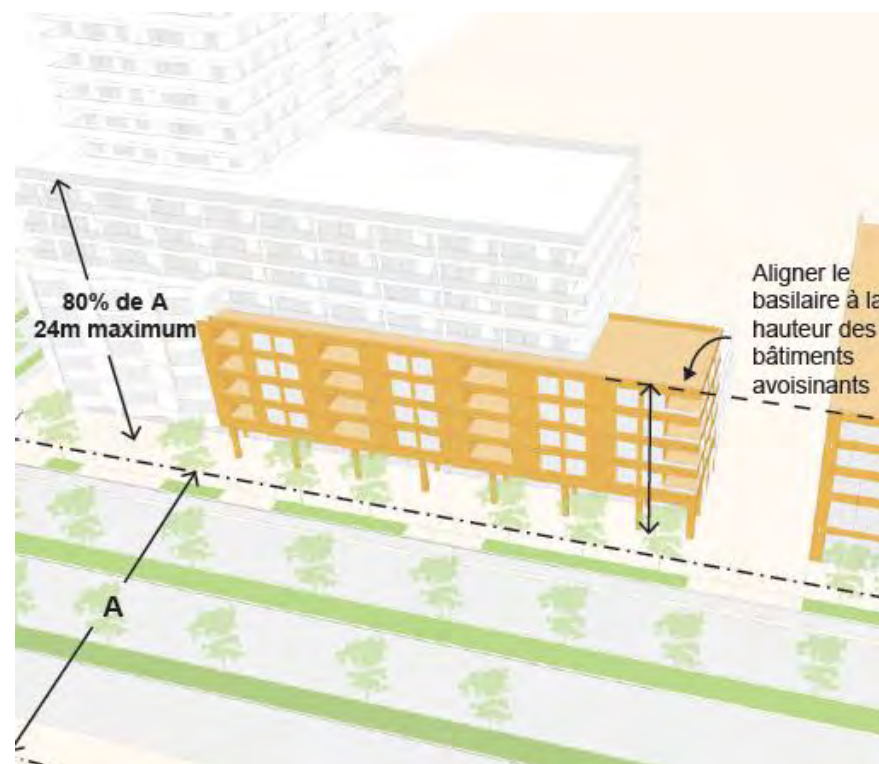 80% de A
24m maximum
Aligner le
basilaire à la
hauteur des
bâtiments
avoisinants
A